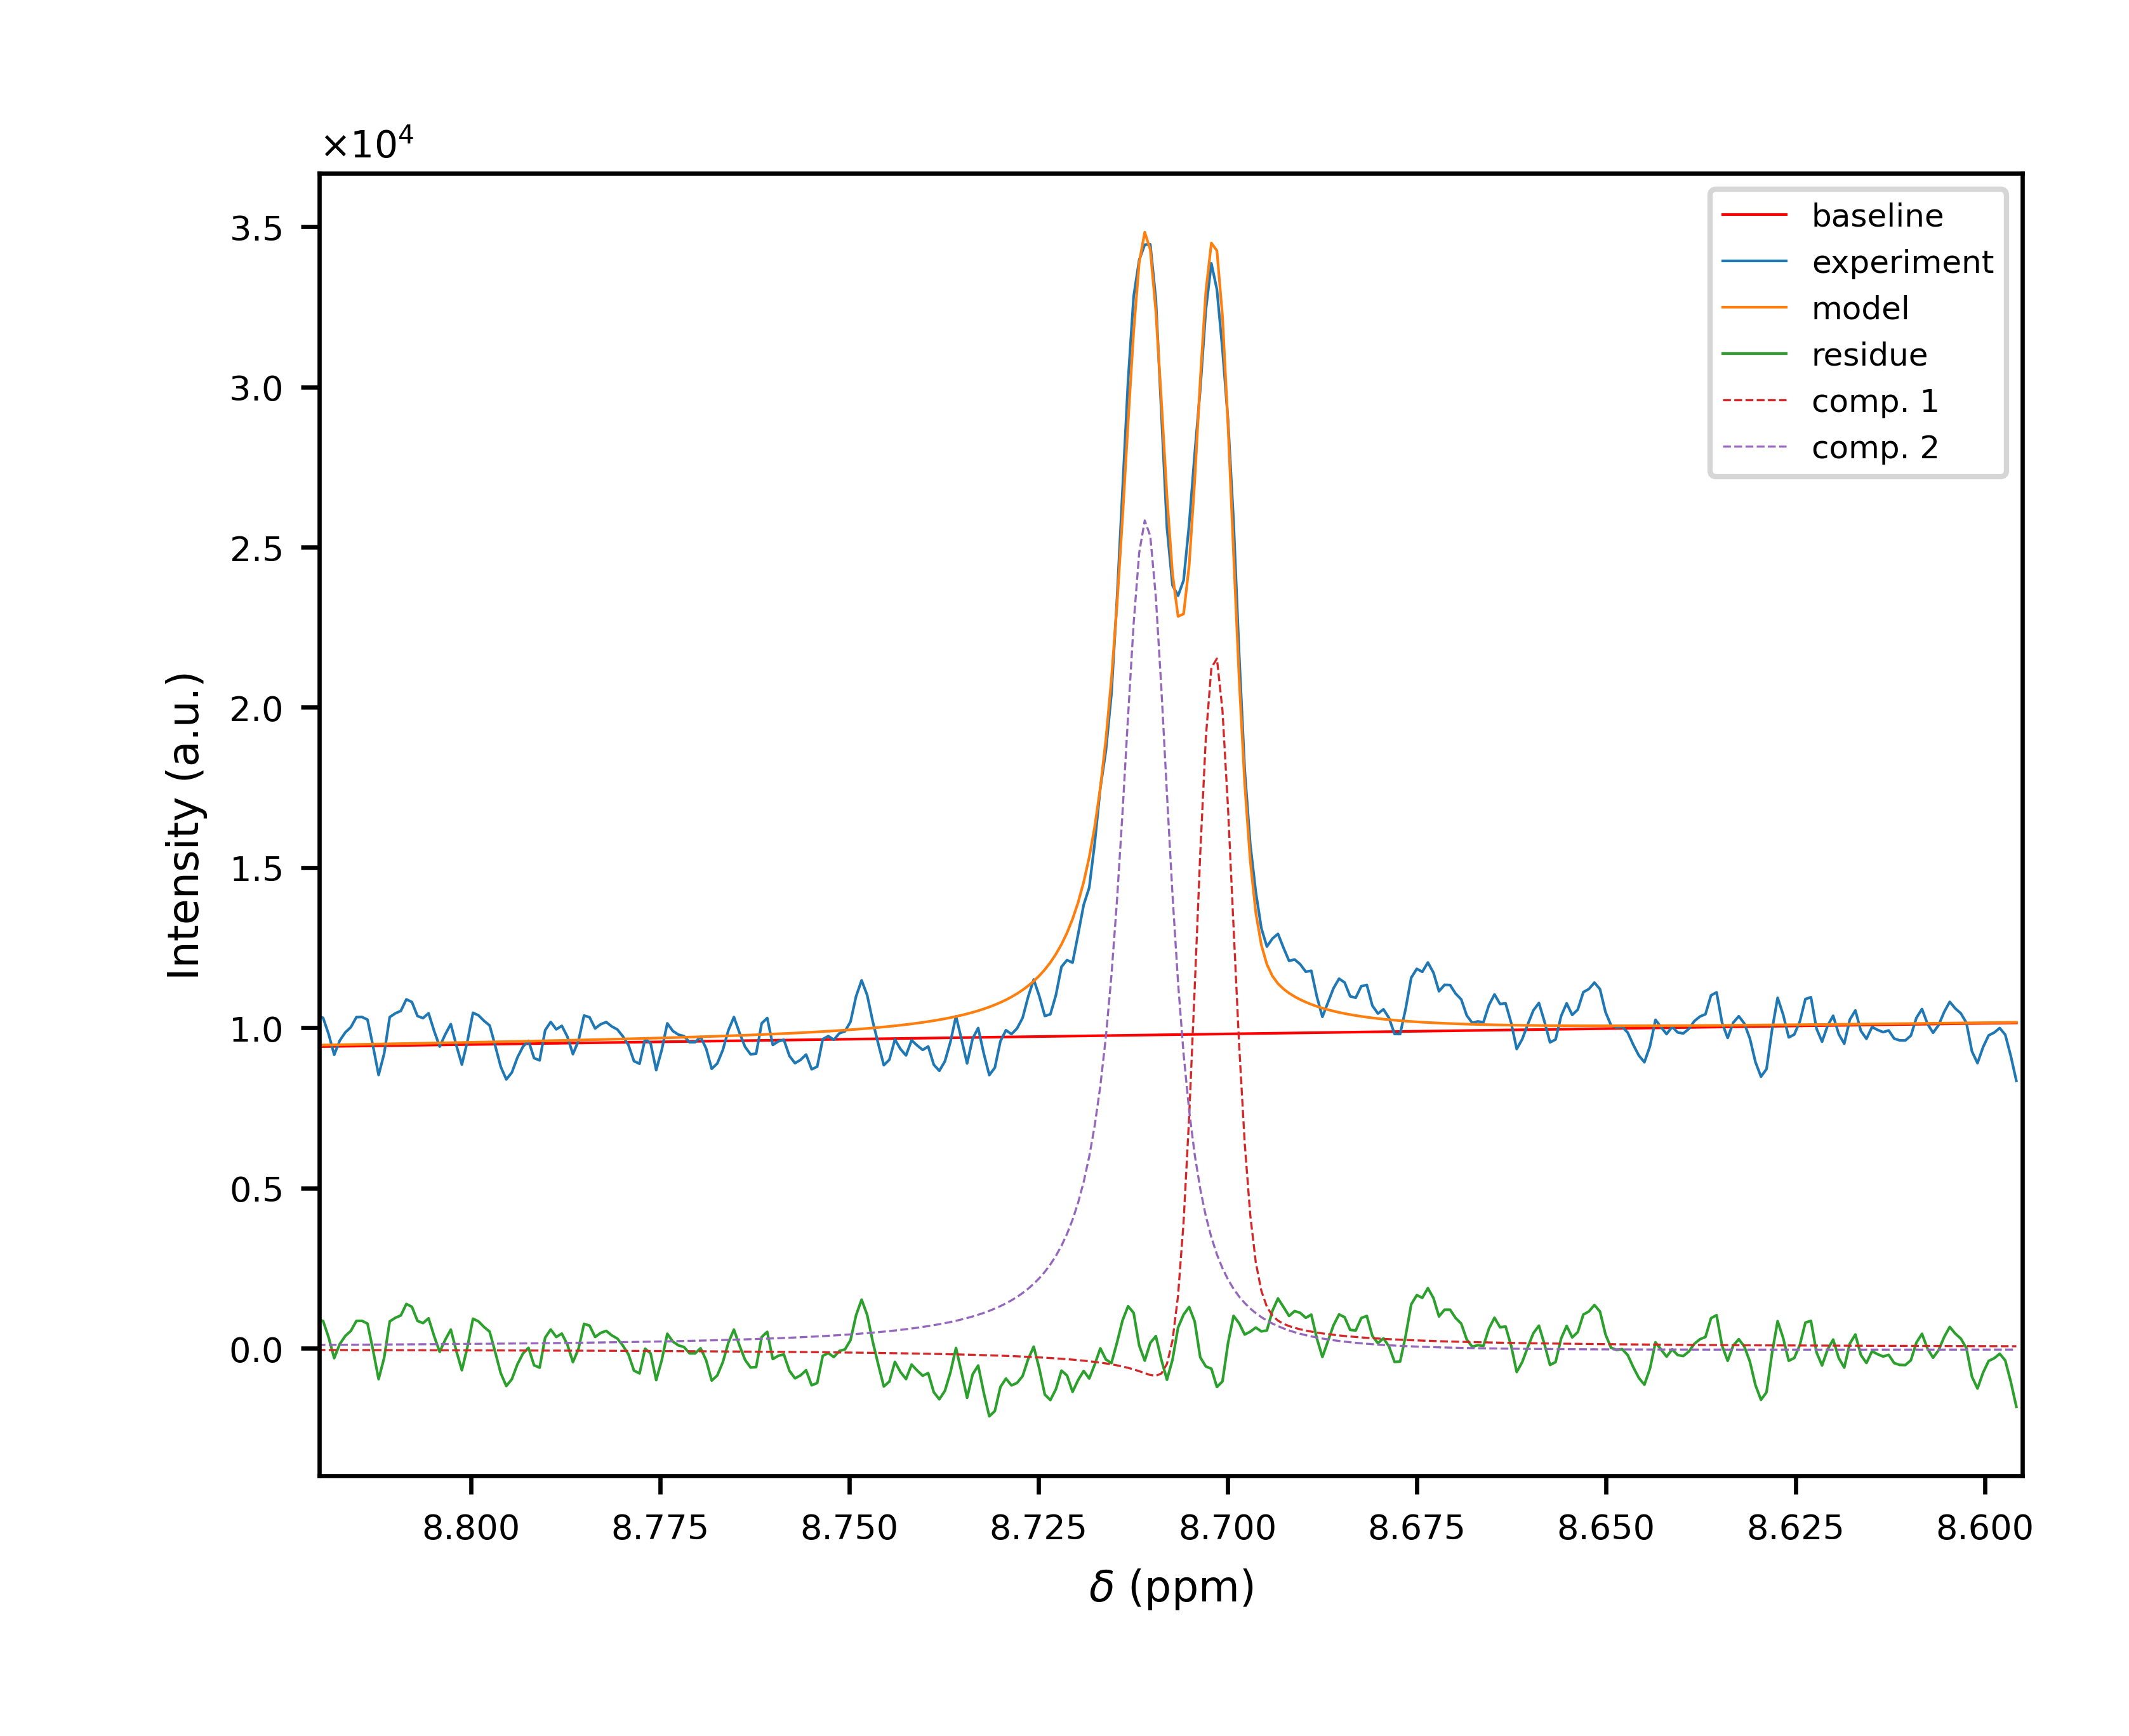 ×10⁴
3.5
3.0
2.5
2.0
1.5
1.0
0.5
0.0
Intensity (a.u.)
baseline
experiment
model
residue
comp. 1
comp. 2
8.800 8.775 8.750 8.725 8.700 8.675 8.650 8.625 8.600
δ (ppm)